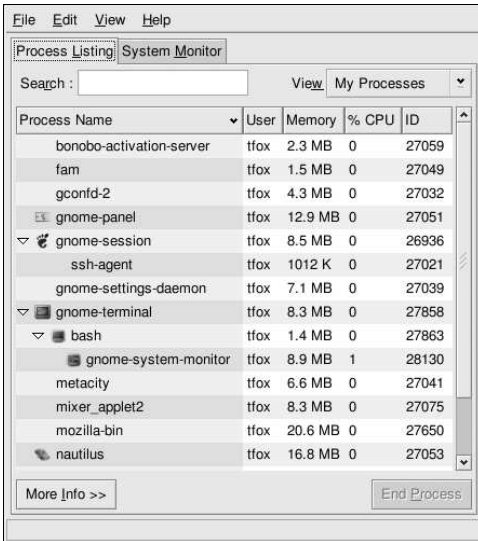 File Edit View Help
Process Listing System Monitor
Search : View My Processes
Process Name User Memory % CPU ID
bonobo-activation-server tfox 2.3 MB 0 27059
fam tfox 1.5 MB 0 27049
gconfd-2 tfox 4.3 MB 0 27032
gnome-panel tfox 12.9 MB 0 27051
gnome-session tfox 8.5 MB 0 26936
ssh-agent tfox 1012 K 0 27021
gnome-settings-daemon tfox 7.1 MB 0 27039
gnome-terminal tfox 8.3 MB 0 27858
bash tfox 1.4 MB 0 27863
gnome-system-monitor tfox 8.9 MB 1 28130
metacity tfox 6.6 MB 0 27041
mixer_applet2 tfox 8.3 MB 0 27075
mozilla-bin tfox 20.6 MB 0 27650
nautilus tfox 16.8 MB 0 27053
More Info >> End Process